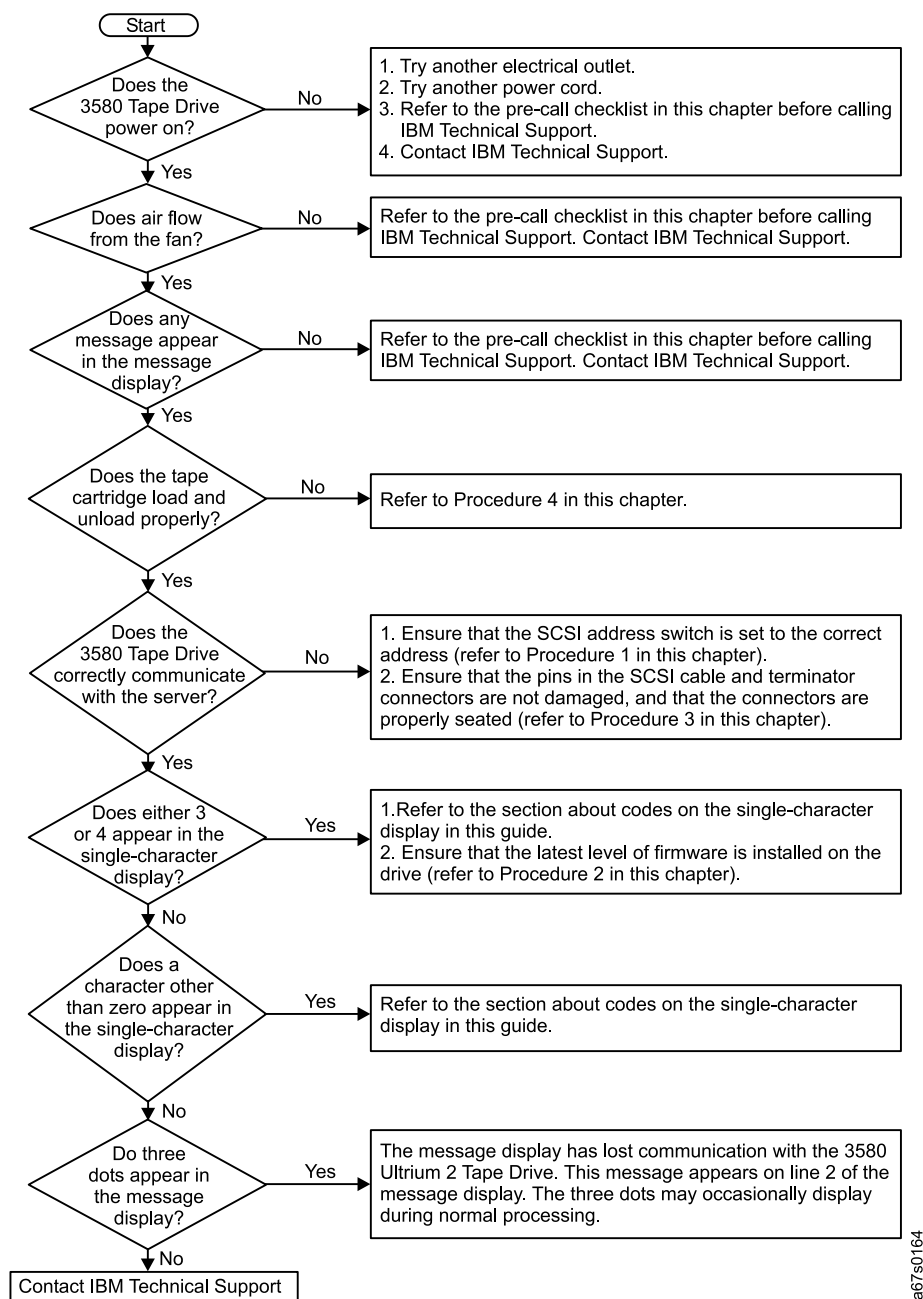 Start
Does the
3580 Tape Drive
power on?
No
1. Try another electrical outlet.
2. Try another power cord.
3. Refer to the pre-call checklist in this chapter before calling
IBM Technical Support.
4. Contact IBM Technical Support.
Yes
Does air flow
from the fan?
No
Refer to the pre-call checklist in this chapter before calling
IBM Technical Support. Contact IBM Technical Support.
Yes
Does any
message appear
in the message
display?
No
Refer to the pre-call checklist in this chapter before calling
IBM Technical Support. Contact IBM Technical Support.
Yes
Does the tape
cartridge load and
unload properly?
No
Refer to Procedure 4 in this chapter.
Yes
Does the
3580 Tape Drive
correctly communicate
with the server?
No
1. Ensure that the SCSI address switch is set to the correct
address (refer to Procedure 1 in this chapter).
2. Ensure that the pins in the SCSI cable and terminator
connectors are not damaged, and that the connectors are
properly seated (refer to Procedure 3 in this chapter).
Yes
Does either 3
or 4 appear in the
single-character
display?
Yes
1.Refer to the section about codes on the single-character
display in this guide.
2. Ensure that the latest level of firmware is installed on the
drive (refer to Procedure 2 in this chapter).
No
Does a
character other
than zero appear in
the single-character
display?
Yes
Refer to the section about codes on the single-character
display in this guide.
No
Do three
dots appear in
the message
display?
Yes
The message display has lost communication with the 3580
Ultrium 2 Tape Drive. This message appears on line 2 of the
message display. The three dots may occasionally display
during normal processing.
No
Contact IBM Technical Support
a67s0164